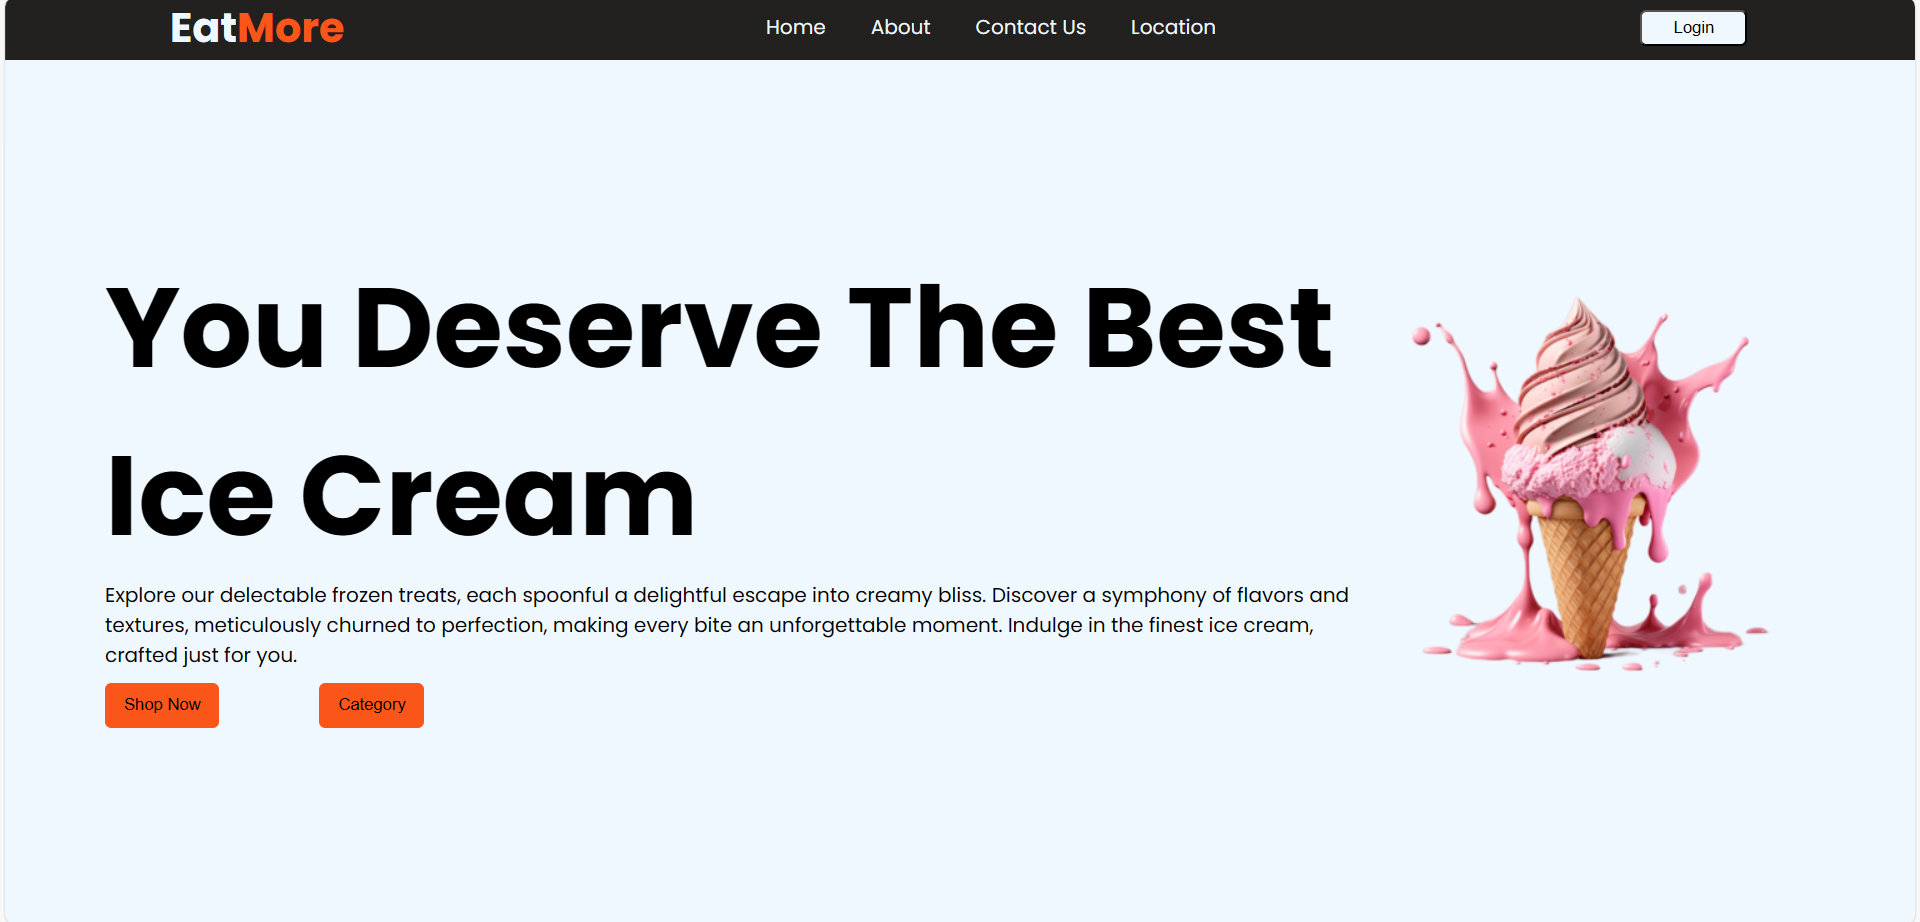 EatMore
Home About Contact Us Location
Login
You Deserve The Best
Ice Cream
Explore our delectable frozen treats, each spoonful a delightful escape into creamy bliss. Discover a symphony of flavors and
textures, meticulously churned to perfection, making every bite an unforgettable moment. Indulge in the finest ice cream,
crafted just for you.
Shop Now
Category